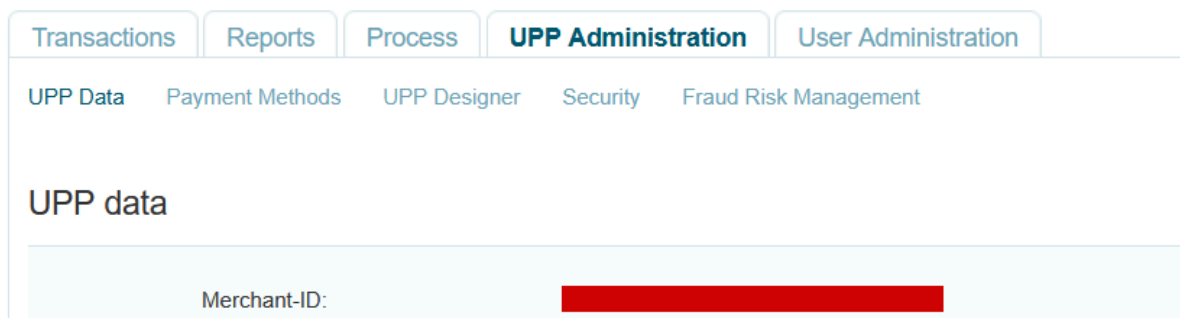 Transactions Reports Process UPP Administration User Administration
UPP Data Payment Methods UPP Designer Security Fraud Risk Management
UPP data
Merchant-ID: